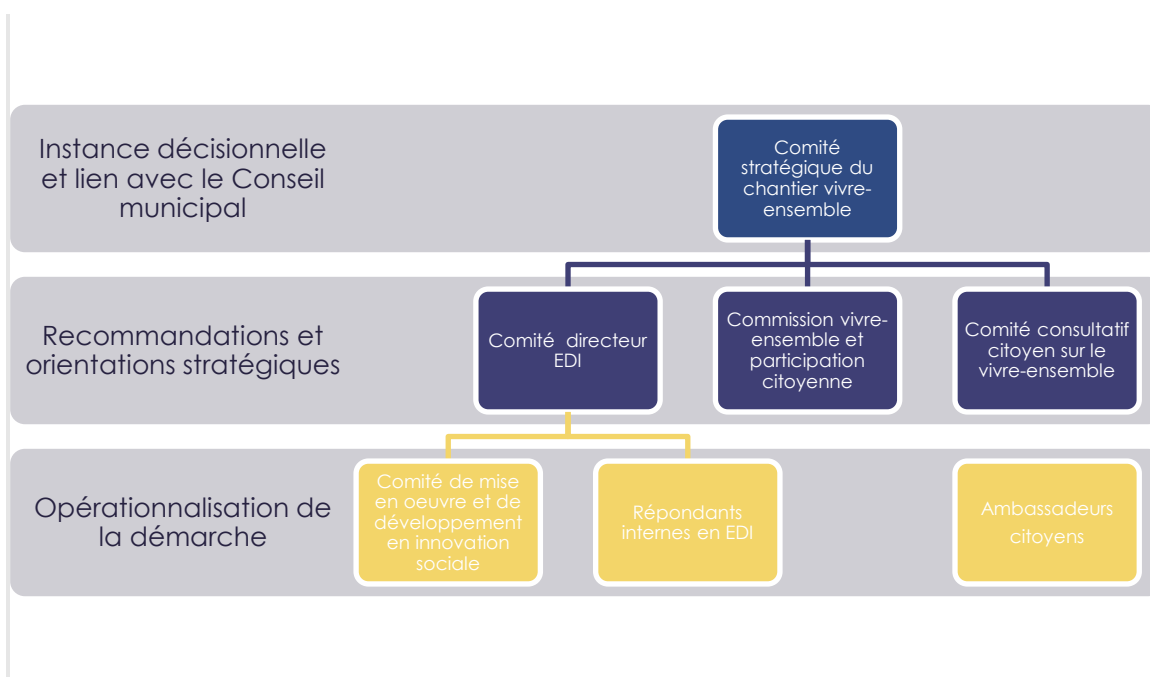 Instance décisionnelle
et lien avec le Conseil
municipal
Comité
stratégique du
chantier vivre-
ensemble
Recommandations et
orientations stratégiques
Comité directeur
EDI
Commission vivre-
ensemble et
participation
citoyenne
Comité consultatif
citoyen sur le
vivre-ensemble
Opérationnalisation de
la démarche
Comité de mise
en oeuvre et de
développement
en innovation
sociale
Répondants
internes en EDI
Ambassadeurs
citoyens